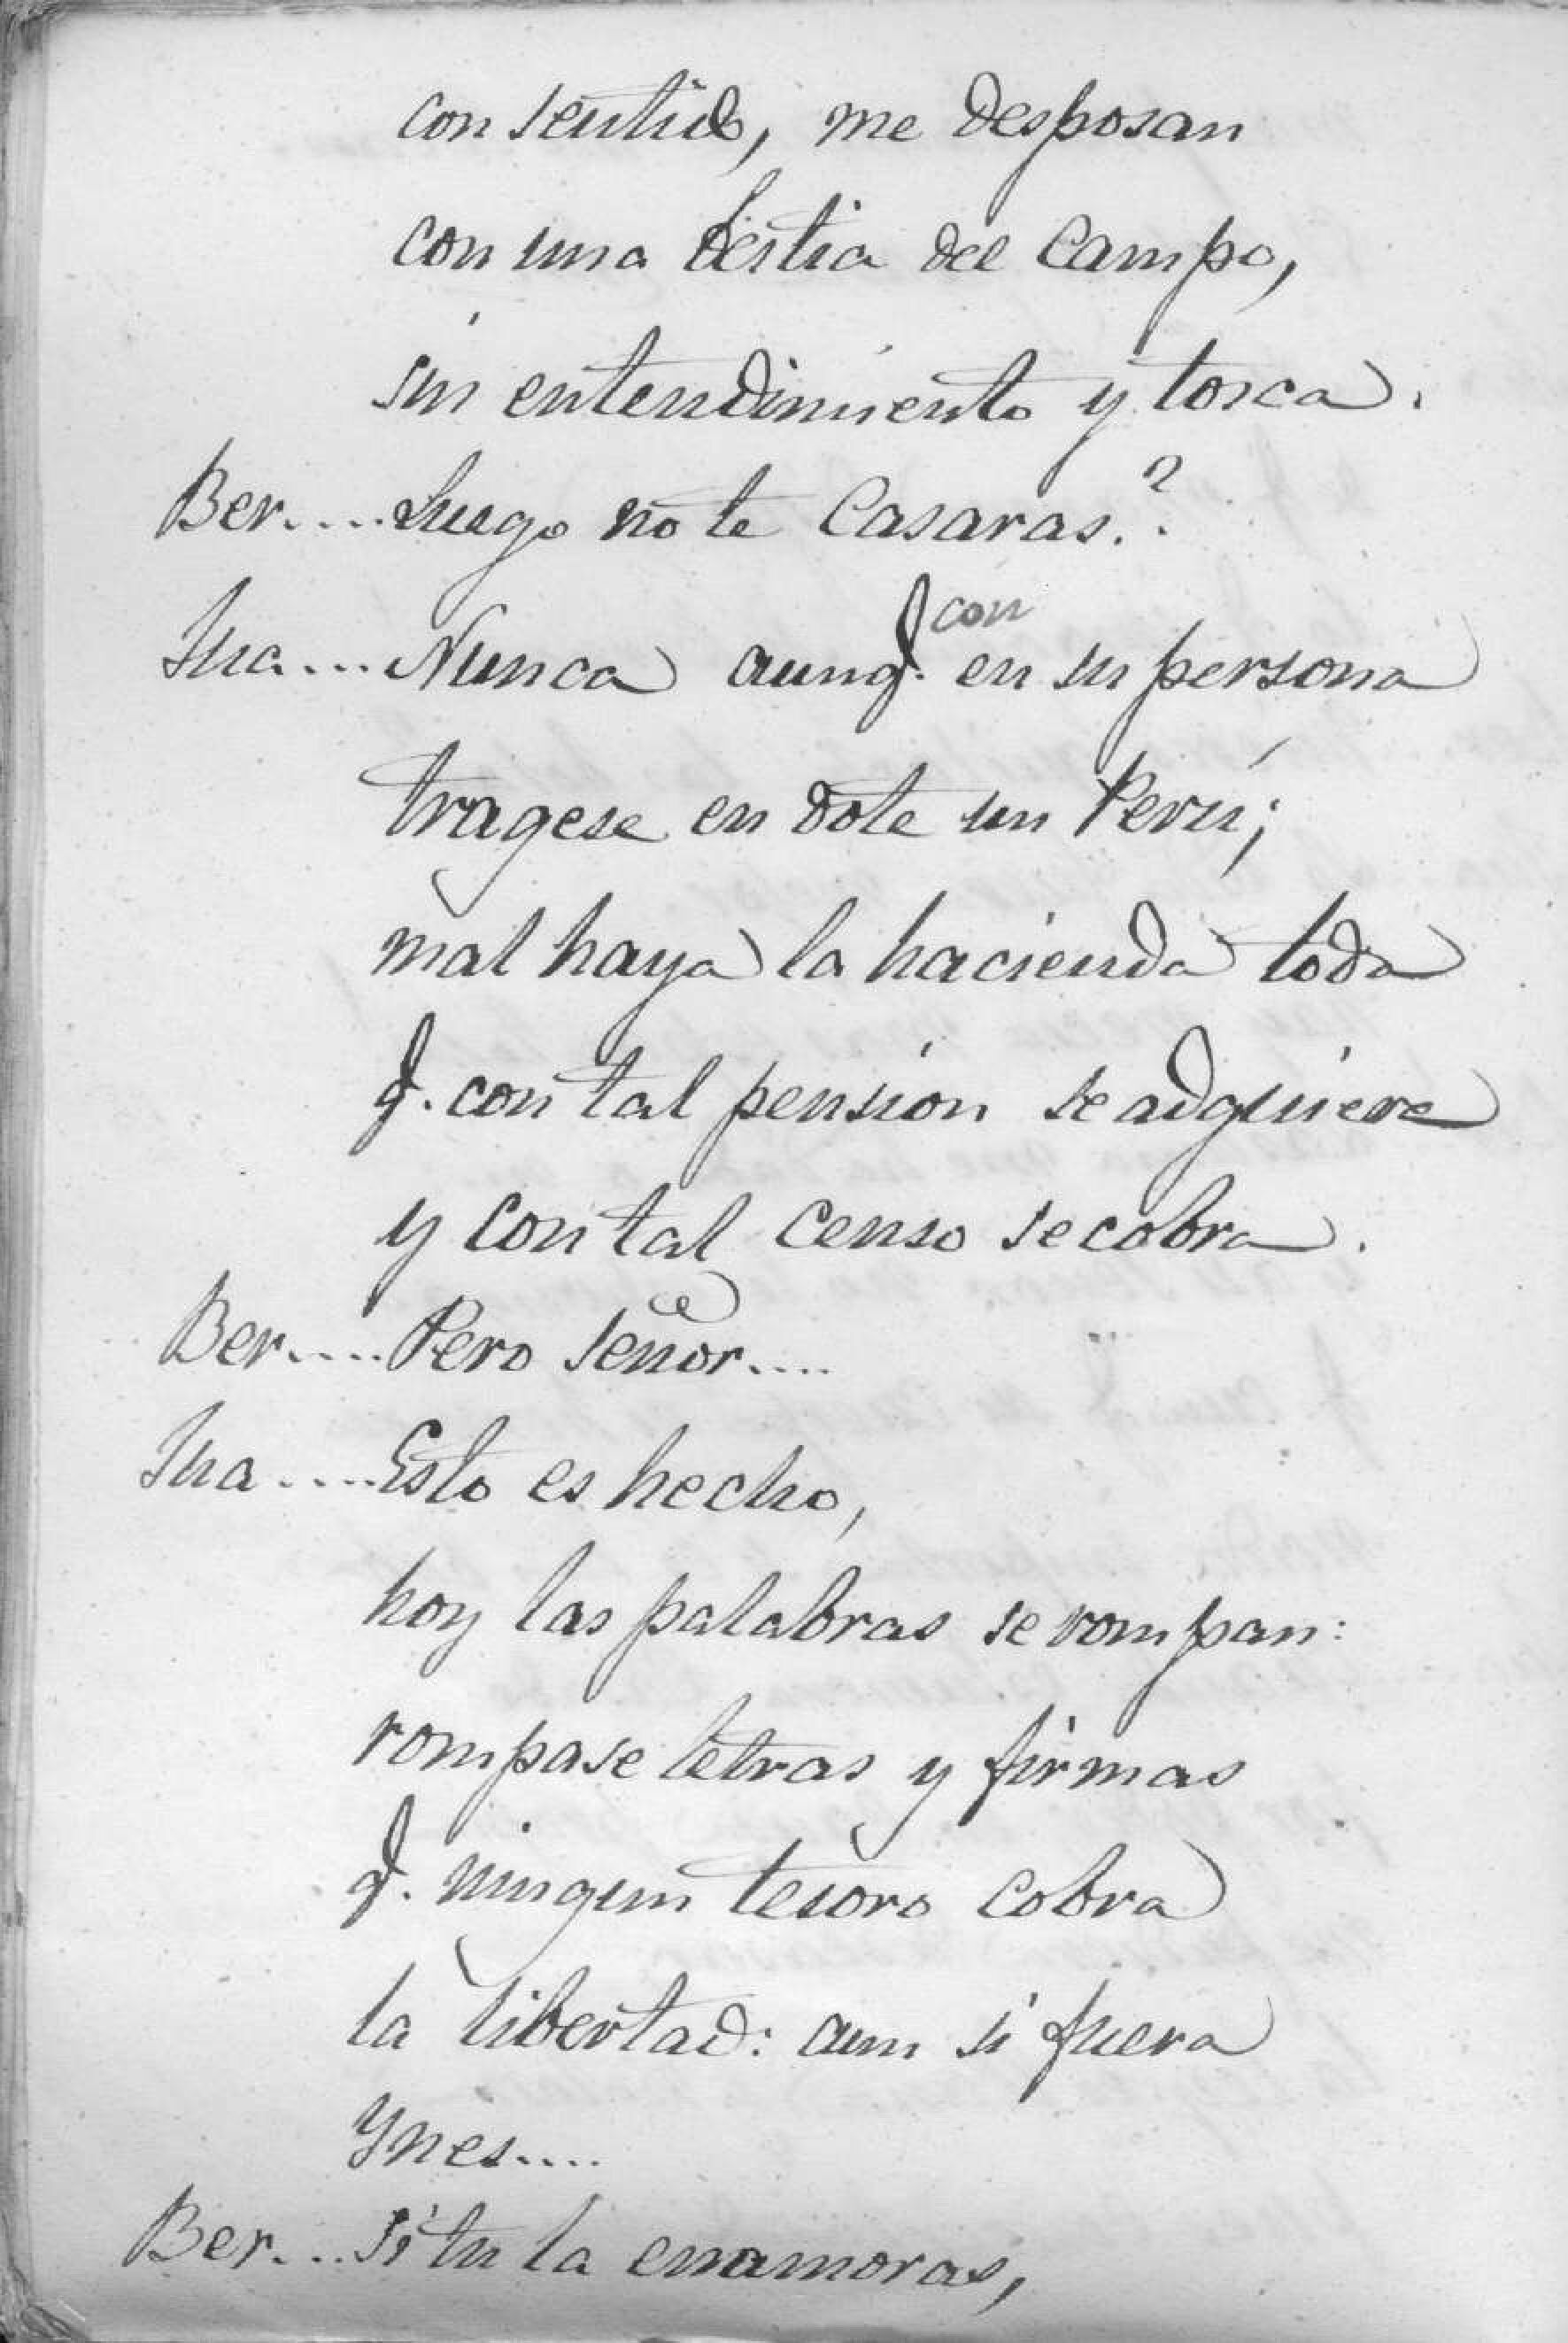 con sentido, me desposan
con una bestia del Campo,
sin entendimiento y tosca.
Ber.... Luego no te Casaras.?
Jua... Nunca aunq. en su persona
con
tragese en dote un Perú;
mal haya la hacienda toda
q. con tal pension se adquiere
y con tal censo se cobra.
Ber.... Pero señor....
Jua.... Esto es hecho,
hoy las palabras se rompan:
rompase letras y firmas
q. ningun tesoro cobra
la libertad: aun si fuera
Ynes....
Ber... Si tu la enamoras,